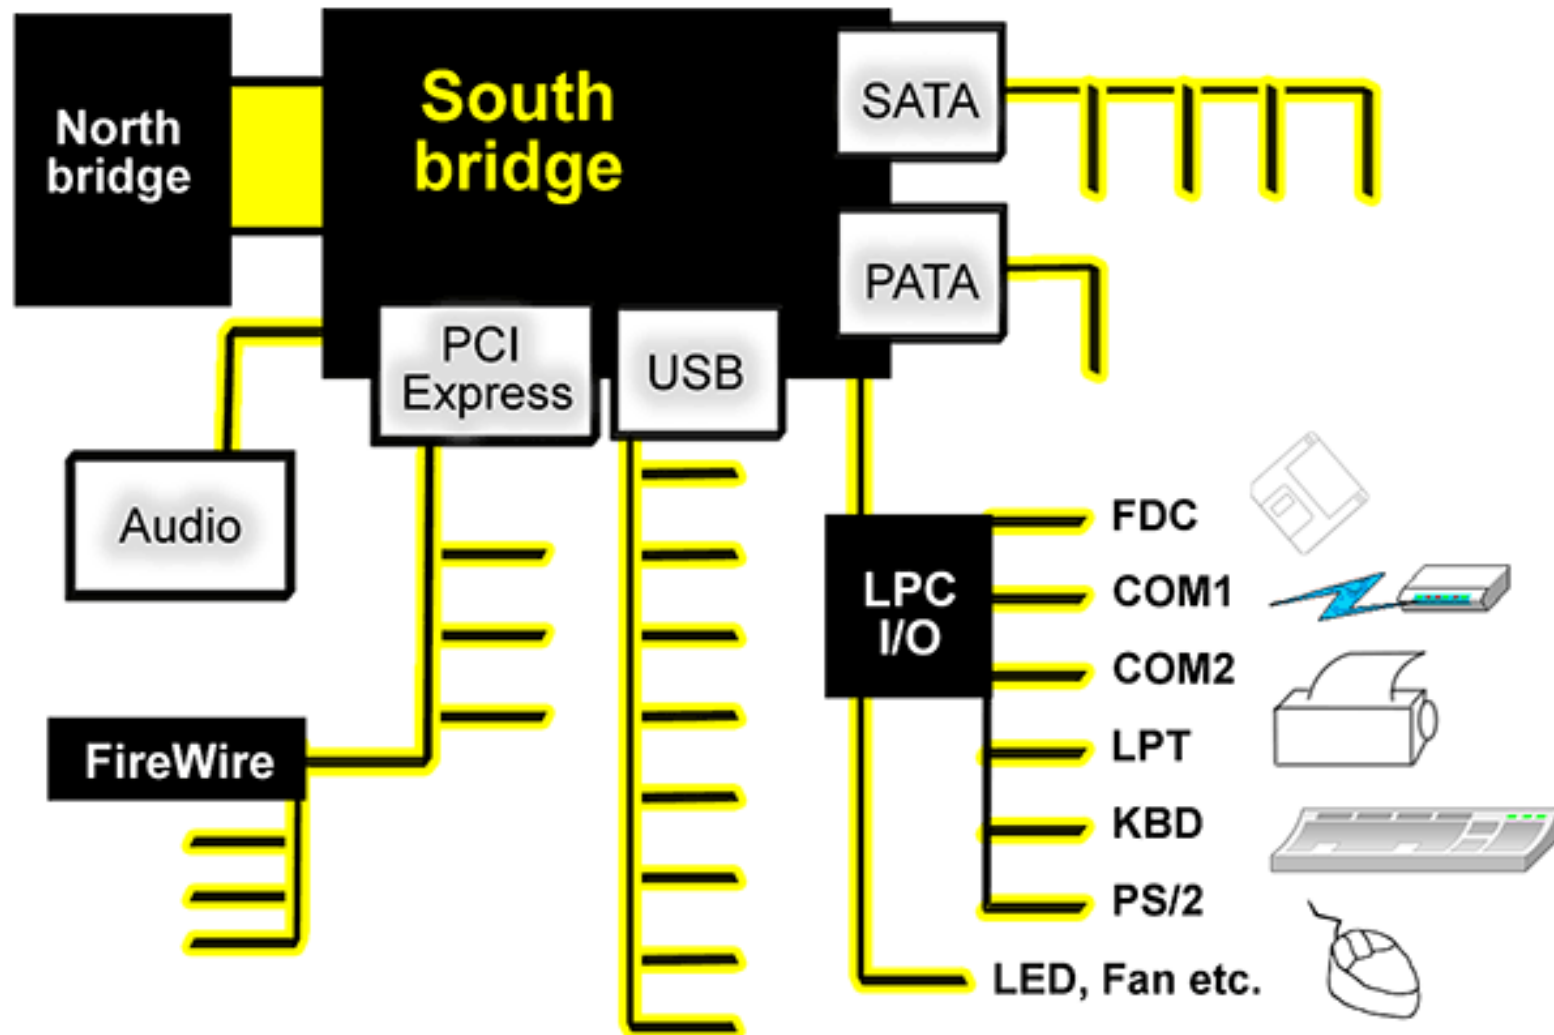 North
bridge
South
bridge
SATA
PATA
PCI
Express
USB
Audio
FireWire
LPC
I/O
FDC
COM1
COM2
LPT
KBD
PS/2
LED, Fan etc.